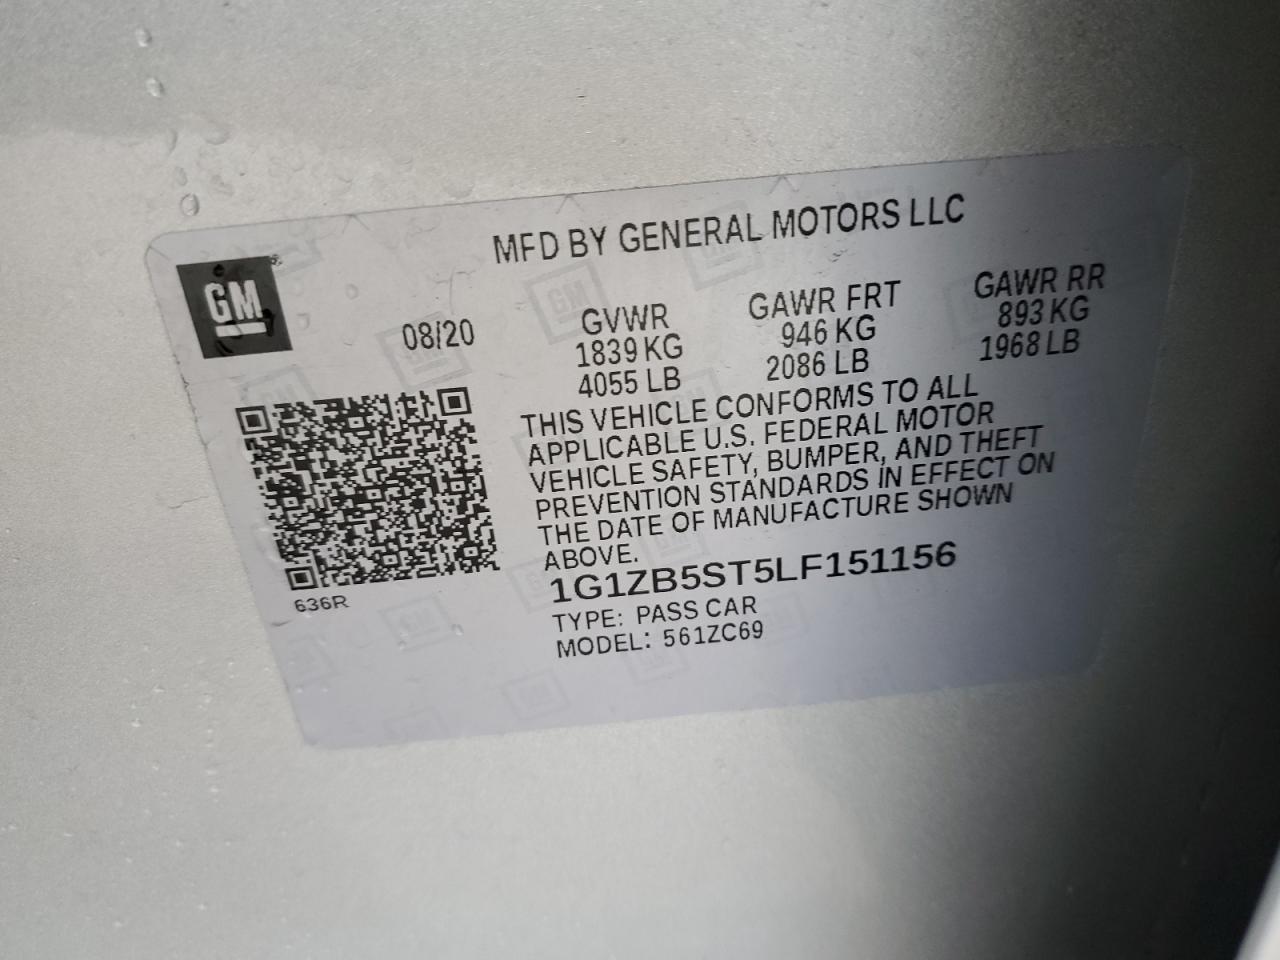 MFD BY GENERAL MOTORS LLC
GM
08/20
GVWR
1839 KG
4055 LB
GAWR FRT
946 KG
2086 LB
GAWR RR
893 KG
1968 LB
THIS VEHICLE CONFORMS TO ALL
APPLICABLE U.S. FEDERAL MOTOR
VEHICLE SAFETY, BUMPER, AND THEFT
PREVENTION STANDARDS IN EFFECT ON
THE DATE OF MANUFACTURE SHOWN
ABOVE.
1G1ZB5ST5LF151156
TYPE: PASS CAR
MODEL: 561ZC69
636R